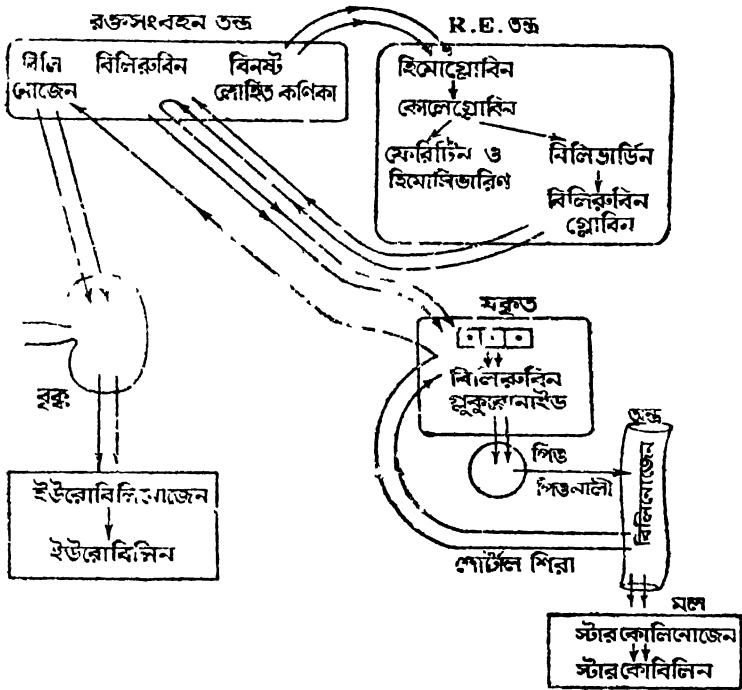 রক্তসংবহন তন্ত্র
R.E. তন্ত্র
বিলি
নোজেন
বিলিরুবিন
বিনষ্ট
লোহিত কণিকা
হিমোগ্লোবিন
কোলেগ্লোবিন
ফেরিটিন ও
হিমোসিডারিণ
বিলিভার্ডিন
বিলিরুবিন
গ্লোবিন
যকৃত
বিলিরুবিন
গ্লুকুরোনাইড
বৃক্ক
পিত্ত
পিত্তনালী
অন্ত্র
বিলিনোজেন
ইউরোবিলিনোজেন
ইউরোবিলিন
পোর্টাল শিরা
মল
স্টারকোলিনোজেন
স্টারকোবিলিন